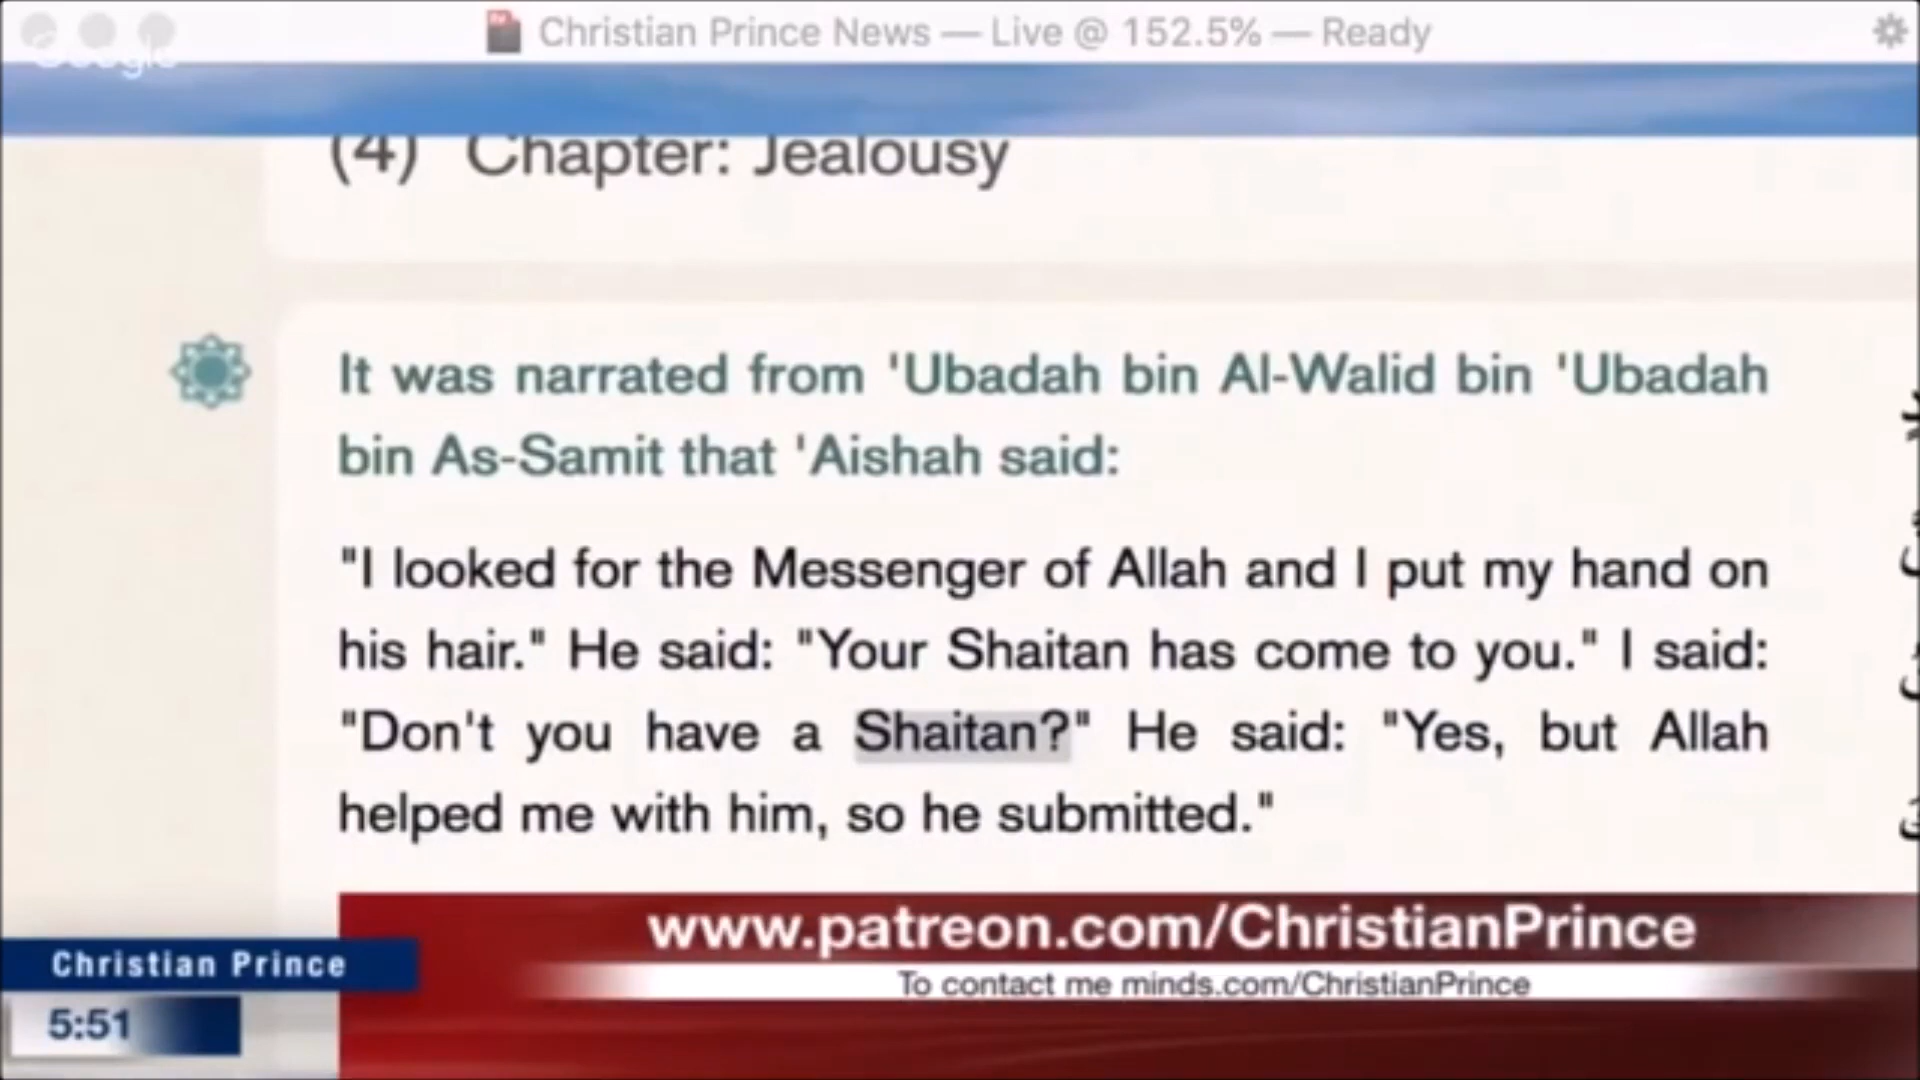 Christian Prince News — Live @ 152.5% — Ready
Google
(4) Chapter: Jealousy
It was narrated from 'Ubadah bin Al-Walid bin 'Ubadah
bin As-Samit that 'Aishah said:
"I looked for the Messenger of Allah and I put my hand on
his hair." He said: "Your Shaitan has come to you." I said:
"Don't you have a Shaitan?" He said: "Yes, but Allah
helped me with him, so he submitted."
www.patreon.com/ChristianPrince
To contact me minds.com/ChristianPrince
Christian Prince
5:51